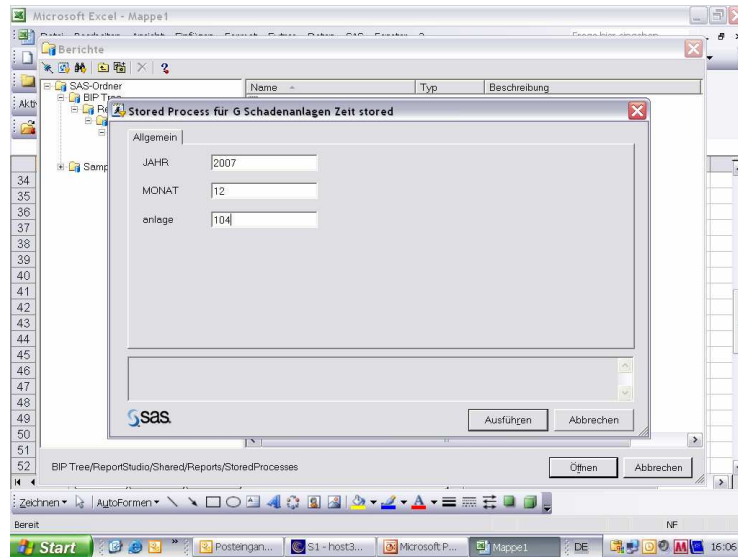 Microsoft Excel - Mappe1
Berichte
SAS-Ordner
BIP Tree
Name
Typ
Beschreibung
Stored Process für G Schadenanlagen Zeit stored
Allgemein
JAHR
2007
MONAT
12
anlage
104
Samp
34
35
36
37
38
39
40
41
42
43
44
45
46
47
48
49
50
51
52
sas.
Ausführen
Abbrechen
BIP Tree/ReportStudio/Shared/Reports/StoredProcesses
Öffnen
Abbrechen
Zeichnen
AutoFormen
Bereit
NF
Start
Posteingan...
S1 - host3...
Microsoft P...
Mappe1
DE
16:06